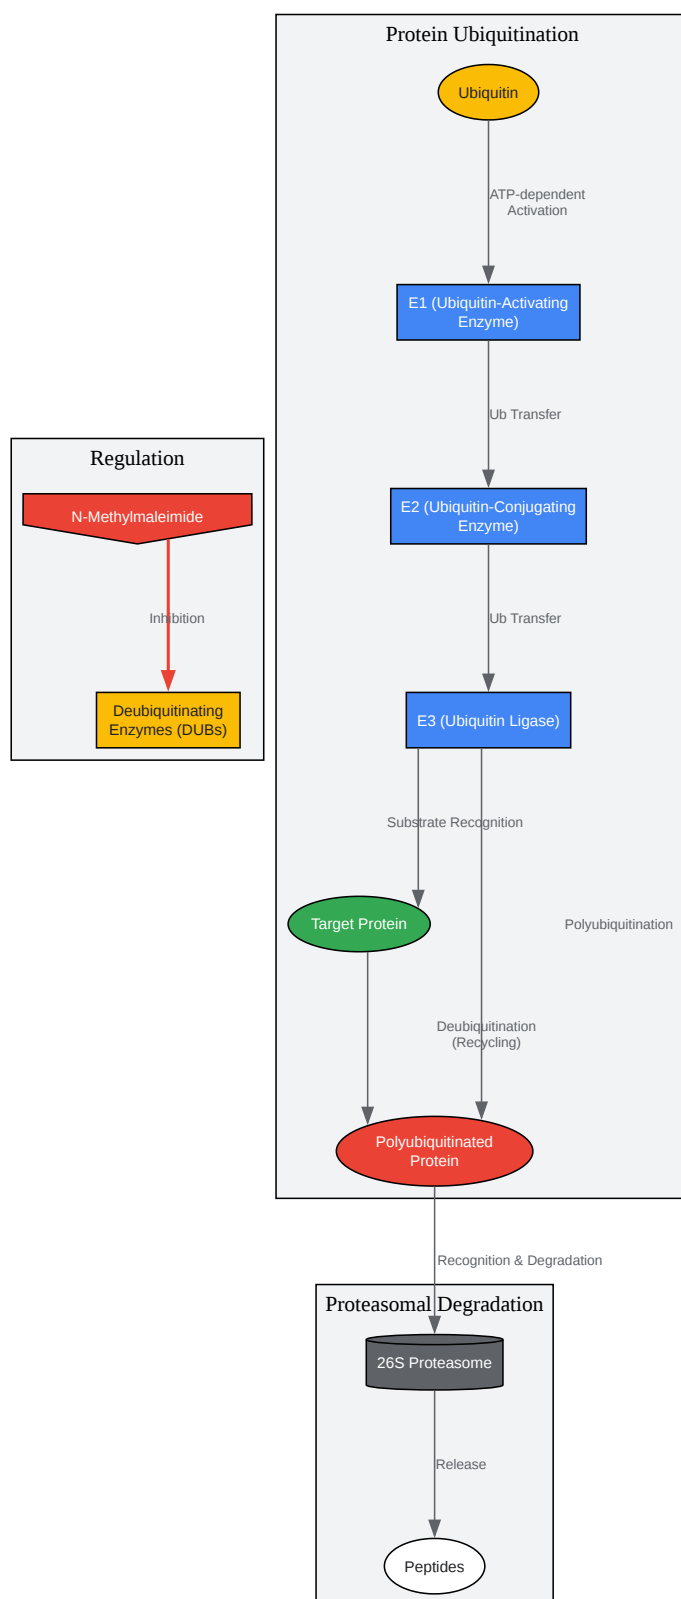 Protein Ubiquitination
Ubiquitin
ATP-dependent
Activation
E1 (Ubiquitin-Activating
Enzyme)
Ub Transfer
Regulation
N-Methylmaleimide
E2 (Ubiquitin-Conjugating
Enzyme)
Inhibition
Ub Transfer
Deubiquitinating
Enzymes (DUBs)
E3 (Ubiquitin Ligase)
Substrate Recognition
Target Protein
Polyubiquitination
Deubiquitination
(Recycling)
Polyubiquitinated
Protein
Recognition & Degradation
Proteasomal Degradation
26S Proteasome
Release
Peptides